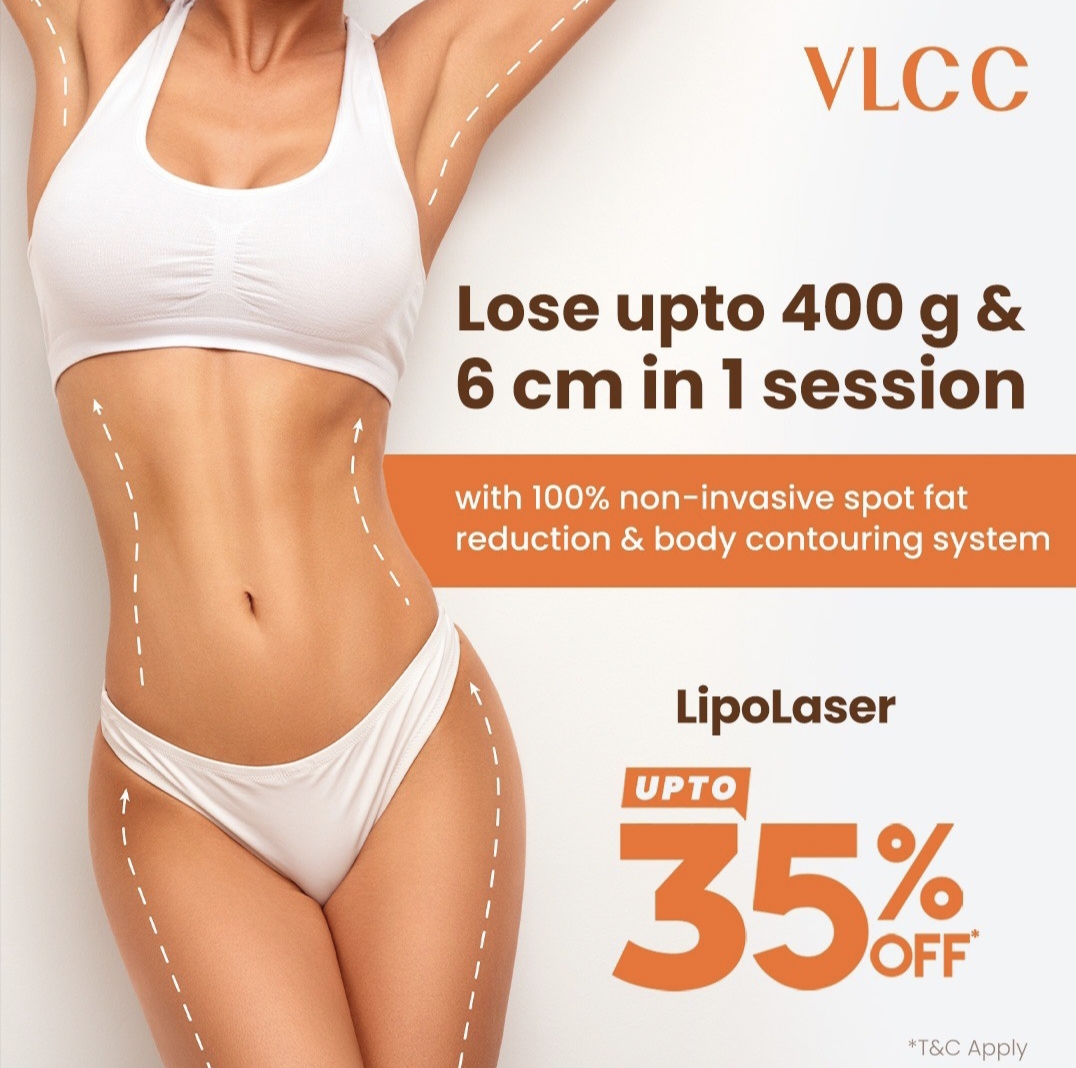 VLCC
Lose upto 400 g &
6 cm in 1 session
with 100% non-invasive spot fat
reduction & body contouring system
LipoLaser
UPTO
35%
OFF*
*T&C Apply